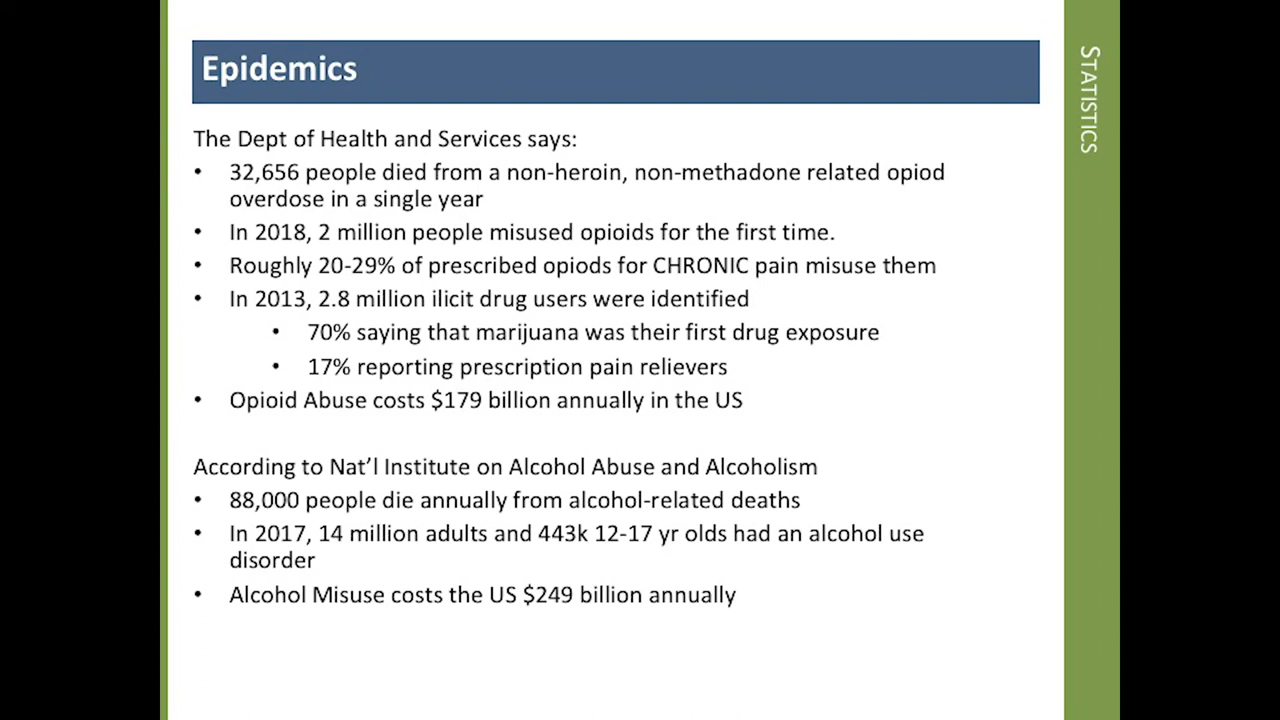 Epidemics
STATISTICS
The Dept of Health and Services says:
• 32,656 people died from a non-heroin, non-methadone related opiod
overdose in a single year
• In 2018, 2 million people misused opioids for the first time.
• Roughly 20-29% of prescribed opiods for CHRONIC pain misuse them
• In 2013, 2.8 million ilicit drug users were identified
• 70% saying that marijuana was their first drug exposure
• 17% reporting prescription pain relievers
• Opioid Abuse costs $179 billion annually in the US
According to Nat'l Institute on Alcohol Abuse and Alcoholism
• 88,000 people die annually from alcohol-related deaths
• In 2017, 14 million adults and 443k 12-17 yr olds had an alcohol use
disorder
• Alcohol Misuse costs the US $249 billion annually